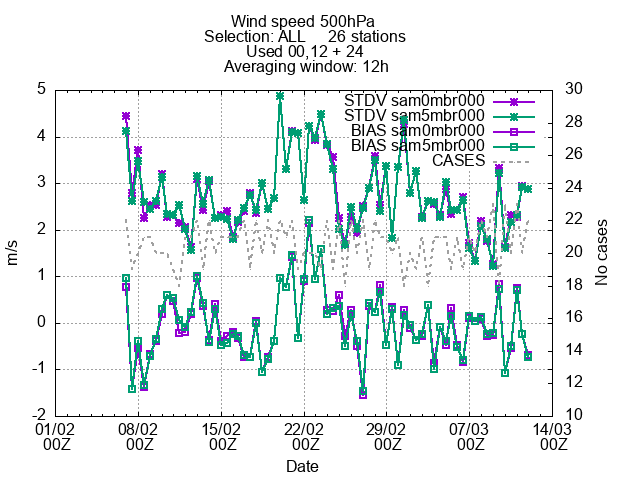 Wind speed 500hPa
Selection: ALL 26 stations
Used 00,12 + 24
Averaging window: 12h
STDV sam0mbr000
STDV sam5mbr000
BIAS sam0mbr000
BIAS sam5mbr000
CASES
5
4
3
2
1
0
-1
-2
m/s
30
28
26
24
22
20
18
16
14
12
10
No cases
01/02 08/02 15/02 22/02 29/02 07/03 14/03
00Z 00Z 00Z 00Z 00Z 00Z 00Z
Date